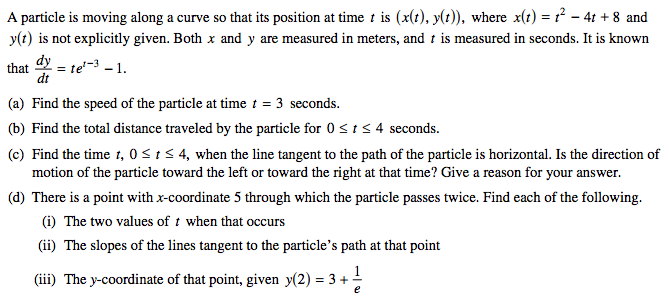 A particle is moving along a curve so that its position at time t is (x(t), y(t)), where x(t) = t² − 4t + 8 and
y(t) is not explicitly given. Both x and y are measured in meters, and t is measured in seconds. It is known
that dy/dt = te^(t−3) − 1.
(a) Find the speed of the particle at time t = 3 seconds.
(b) Find the total distance traveled by the particle for 0 ≤ t ≤ 4 seconds.
(c) Find the time t, 0 ≤ t ≤ 4, when the line tangent to the path of the particle is horizontal. Is the direction of
motion of the particle toward the left or toward the right at that time? Give a reason for your answer.
(d) There is a point with x-coordinate 5 through which the particle passes twice. Find each of the following.
(i) The two values of t when that occurs
(ii) The slopes of the lines tangent to the particle's path at that point
(iii) The y-coordinate of that point, given y(2) = 3 + 1/e